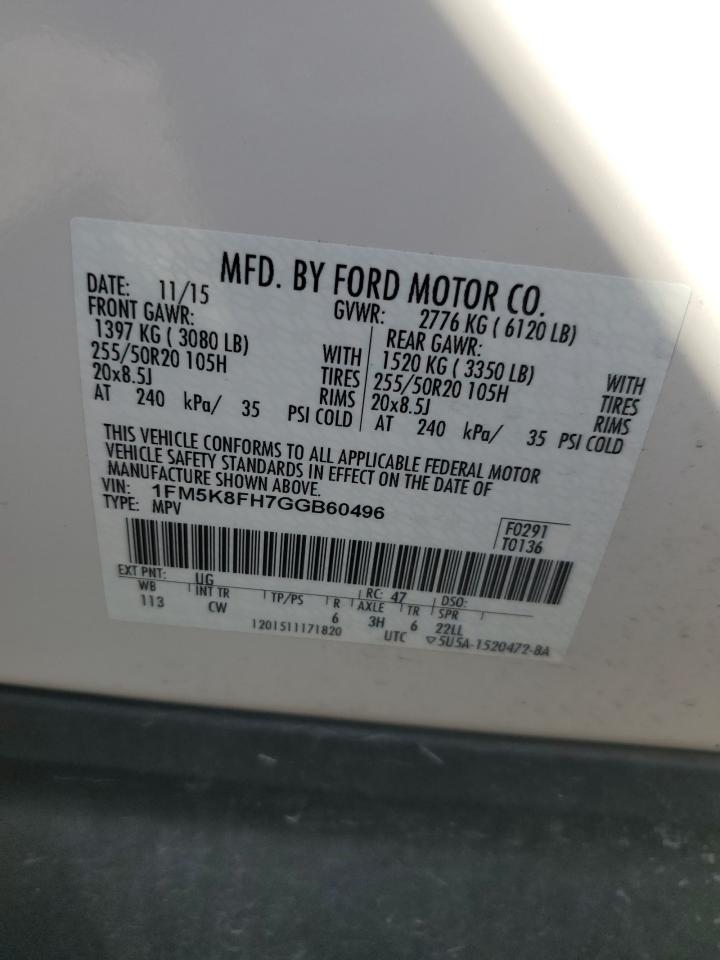 MFD. BY FORD MOTOR CO.
DATE: 11/15 GVWR: 2776 KG ( 6120 LB)
FRONT GAWR: REAR GAWR:
1397 KG ( 3080 LB) WITH 1520 KG ( 3350 LB) WITH
255/50R20 105H TIRES 255/50R20 105H TIRES
20x8.5J RIMS 20x8.5J RIMS
AT 240 kPa/ 35 PSI COLD AT 240 kPa/ 35 PSI COLD
THIS VEHICLE CONFORMS TO ALL APPLICABLE FEDERAL MOTOR
VEHICLE SAFETY STANDARDS IN EFFECT ON THE DATE OF
MANUFACTURE SHOWN ABOVE.
VIN: 1FM5K8FH7GGB60496
TYPE: MPV
F0291
T0136
EXT PNT: UG RC: 47 DSO:
WB INT TR TP/PS R AXLE TR SPR
113 CW 6 3H 6 22LL
1201511171820 UTC ▽5U5A-1520472-BA